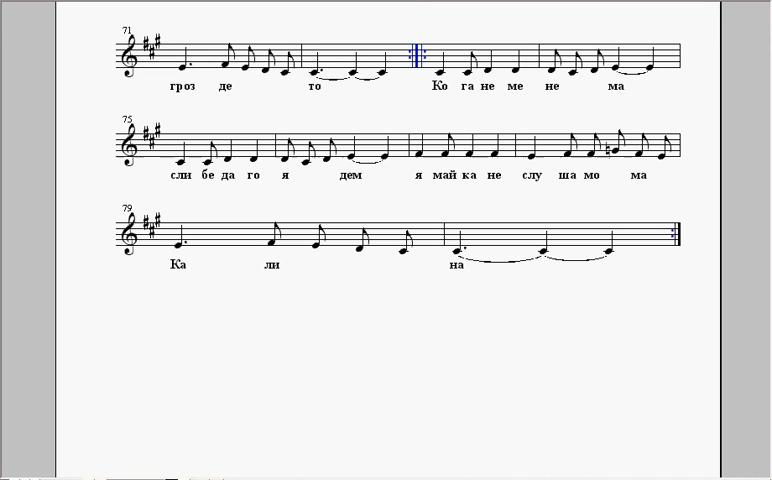 71
гроз де то Ко га не ме не ма
75
сли бе да го я дем я май ка не слу ша мо ма
79
Ка ли на